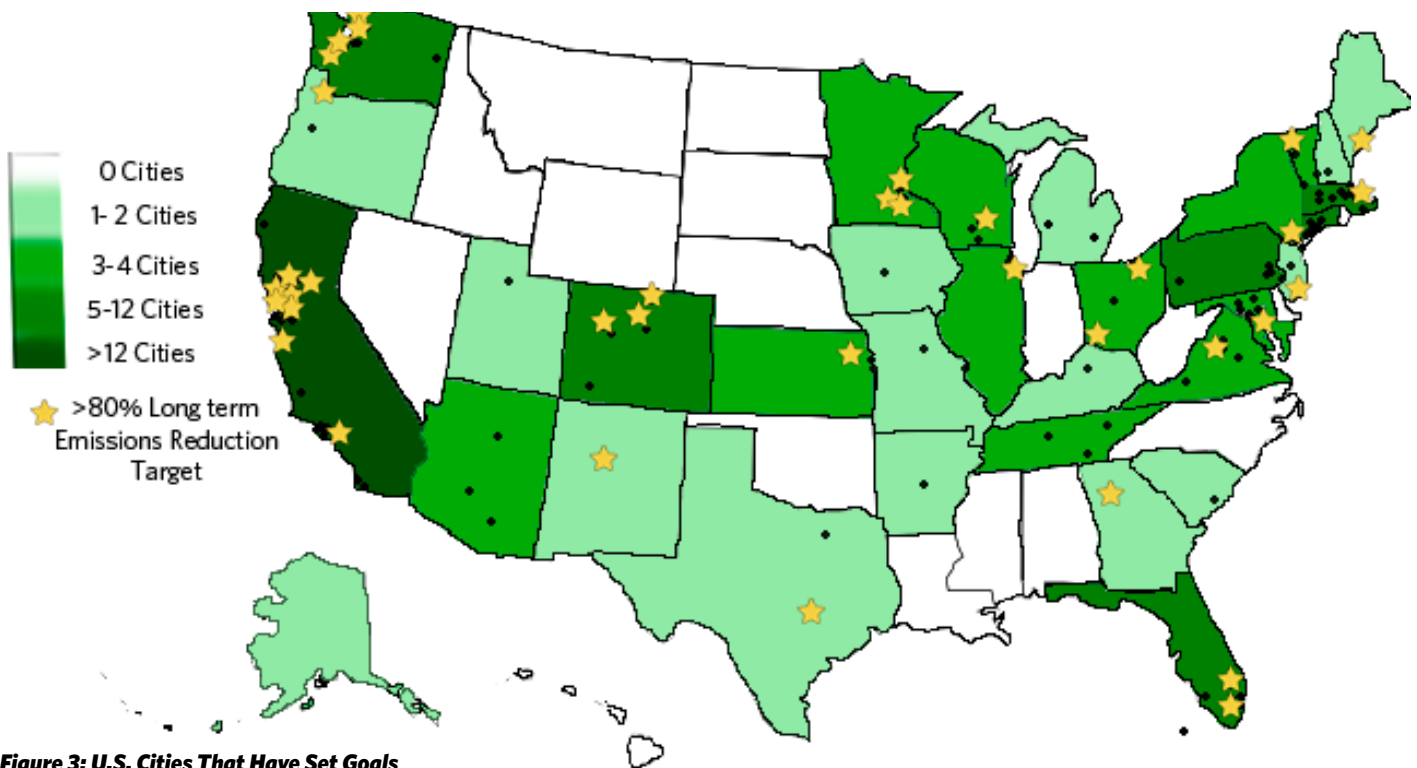 0 Cities
1- 2 Cities
3-4 Cities
5-12 Cities
>12 Cities
>80% Long term
Emissions Reduction
Target
Figure 3: U.S. Cities That Have Set Goals